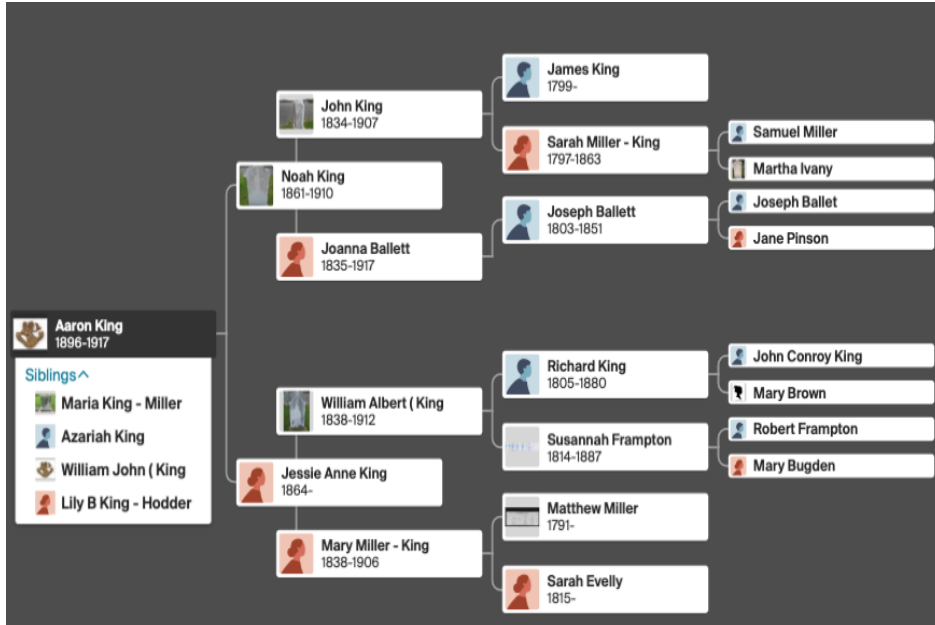 James King
1799-
John King
1834-1907
Sarah Miller - King
1797-1863
Samuel Miller
Martha Ivany
Noah King
1861-1910
Joseph Ballett
1803-1851
Joseph Ballet
Jane Pinson
Joanna Ballett
1835-1917
Aaron King
1896-1917
Siblings^
Maria King - Miller
Azariah King
William John ( King
Lily B King - Hodder
Richard King
1805-1880
John Conroy King
Mary Brown
William Albert ( King
1838-1912
Susannah Frampton
1814-1887
Robert Frampton
Mary Bugden
Jessie Anne King
1864-
Matthew Miller
1791-
Mary Miller - King
1838-1906
Sarah Evelly
1815-